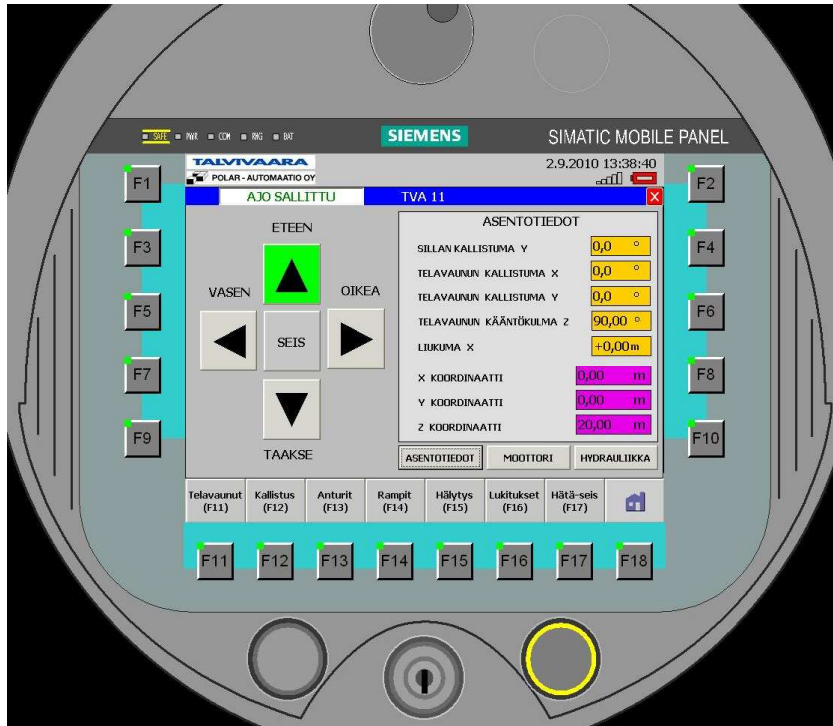 SAFE PWR COM RNG BAT
SIEMENS
SIMATIC MOBILE PANEL
TALVIVAARA
POLAR - AUTOMAATIO OY
2.9.2010 13:38:40
AJO SALLITTU
TVA 11
X
ETEEN
VASEN
OIKEA
SEIS
TAAKSE
ASENTOTIEDOT
SILLAN KALLISTUMA Y 0,0 °
TELAVAUNUN KALLISTUMA X 0,0 °
TELAVAUNUN KALLISTUMA Y 0,0 °
TELAVAUNUN KÄÄNTÖKULMA Z 90,00 °
LIUKUMA X +0,00m
X KOORDINAATTI 0,00 m
Y KOORDINAATTI 0,00 m
Z KOORDINAATTI 20,00 m
ASENTOTIEDOT MOOTTORI HYDRAULIIKKA
Telavaunut (F11)
Kallistus (F12)
Anturit (F13)
Rampit (F14)
Hälytys (F15)
Lukitukset (F16)
Hätä-seis (F17)
F1
F2
F3
F4
F5
F6
F7
F8
F9
F10
F11 F12 F13 F14 F15 F16 F17 F18